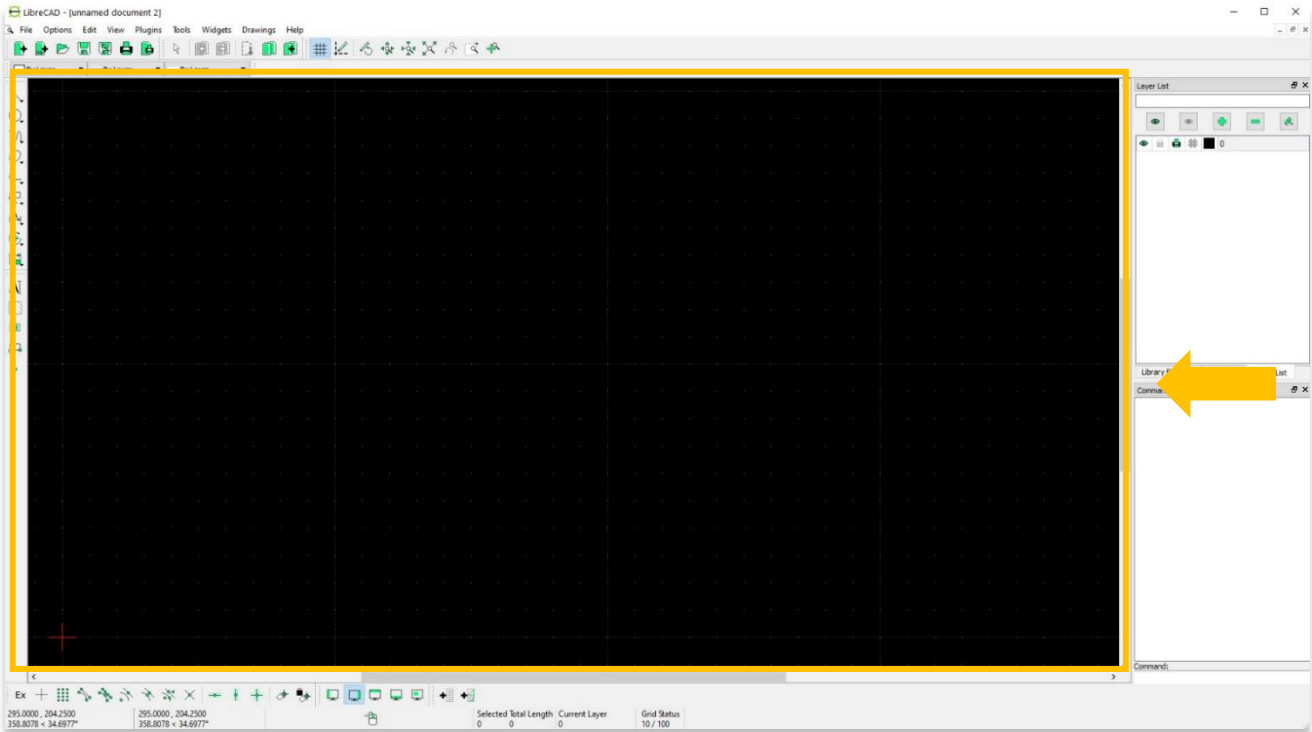 LibreCAD - [unnamed document 2]
File Options Edit View Plugins Tools Widgets Drawings Help
Layer List
0
Library
List
Command:
Ex
295.0000 , 204.2500
358.8078 < 34.6977°
295.0000 , 204.2500
358.8078 < 34.6977°
Selected Total Length Current Layer Grid Status
0 0 0 10 / 100